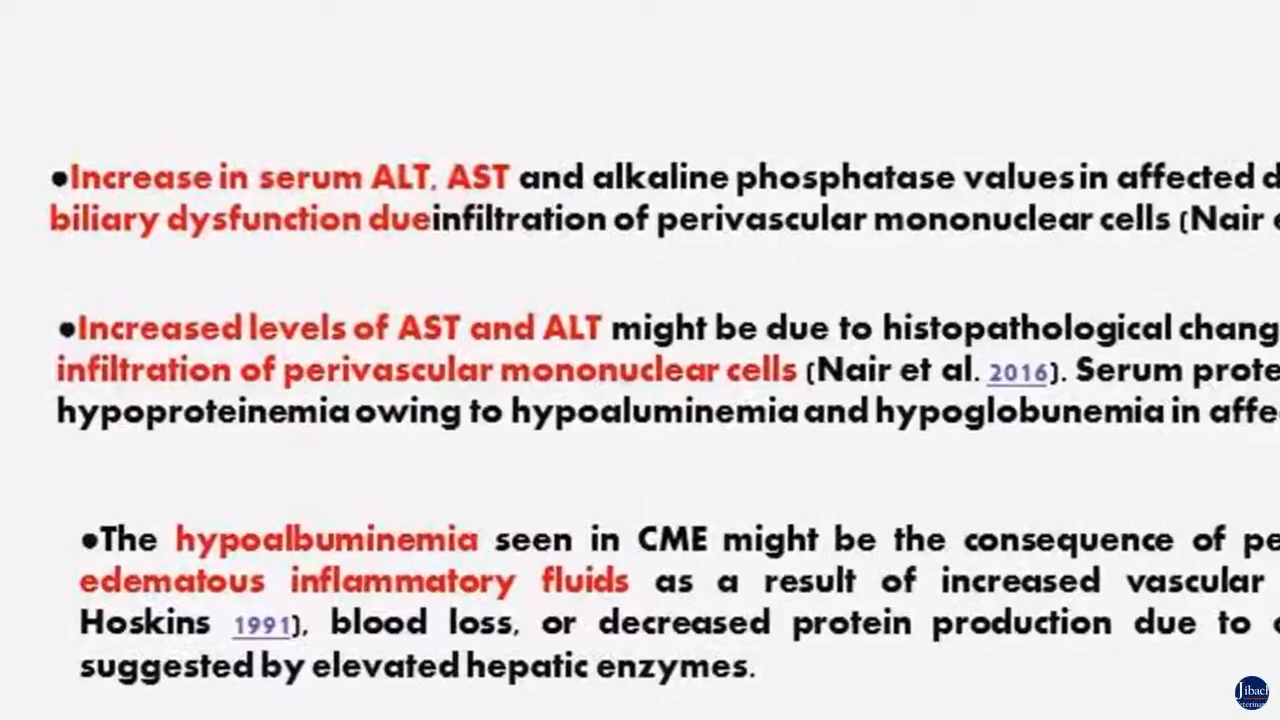 ●Increase in serum ALT, AST and alkaline phosphatase values in affected
biliary dysfunction dueinfiltration of perivascular mononuclear cells (Nair
●Increased levels of AST and ALT might be due to histopathological
infiltration of perivascular mononuclear cells (Nair et al. 2016). Serum
hypoproteinemia owing to hypoaluminemia and hypoglobunemia in
●The hypoalbuminemia seen in CME might be the consequence of
edematous inflammatory fluids as a result of increased vascular
Hoskins 1991), blood loss, or decreased protein production due to
suggested by elevated hepatic enzymes.